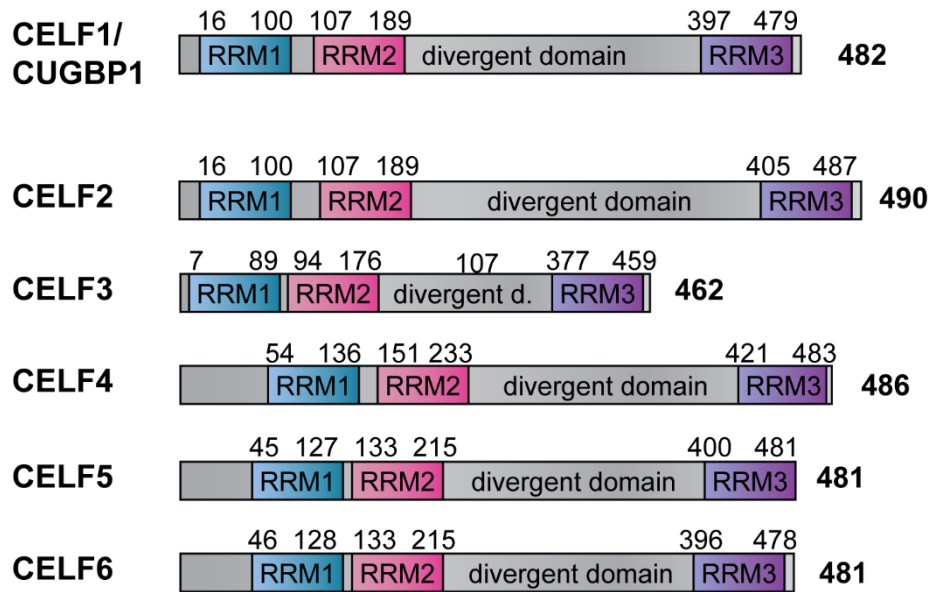 16 100 107 189 397 479
CELF1/
CUGBP1
RRM1 RRM2 divergent domain RRM3 482
16 100 107 189 405 487
CELF2 RRM1 RRM2 divergent domain RRM3 490
7 89 94 176 107 377 459
CELF3 RRM1 RRM2 divergent d. RRM3 462
54 136 151 233 421 483
CELF4 RRM1 RRM2 divergent domain RRM3 486
45 127 133 215 400 481
CELF5 RRM1 RRM2 divergent domain RRM3 481
46 128 133 215 396 478
CELF6 RRM1 RRM2 divergent domain RRM3 481